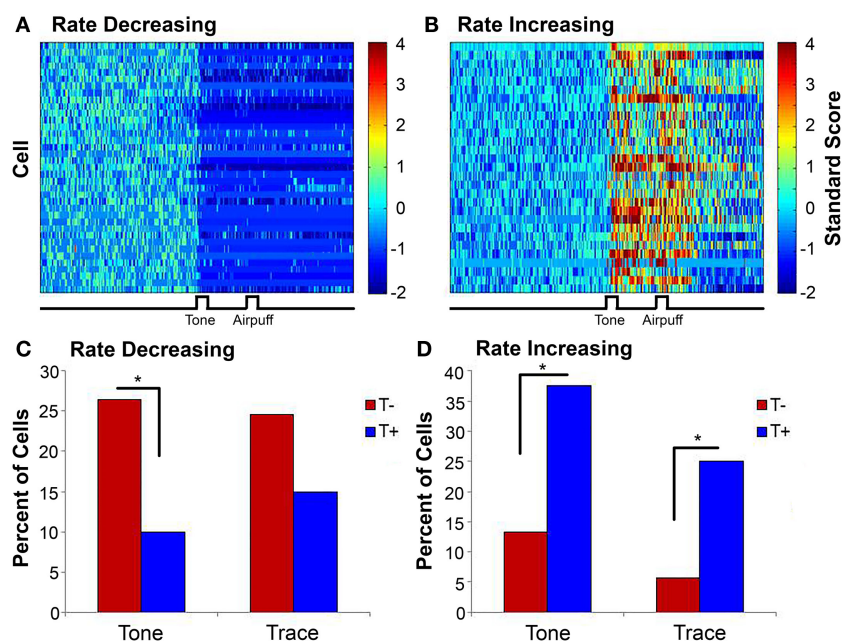 A Rate Decreasing
B Rate Increasing
Cell
4
3
2
1
0
-1
-2
4
3
2
1
0
-1
-2
Standard Score
Tone Airpuff
Tone Airpuff
C Rate Decreasing
Percent of Cells
30
25
20
15
10
5
0
*
T-
T+
Tone Trace
D Rate Increasing
Percent of Cells
40
35
30
25
20
15
10
5
0
*
*
T-
T+
Tone Trace